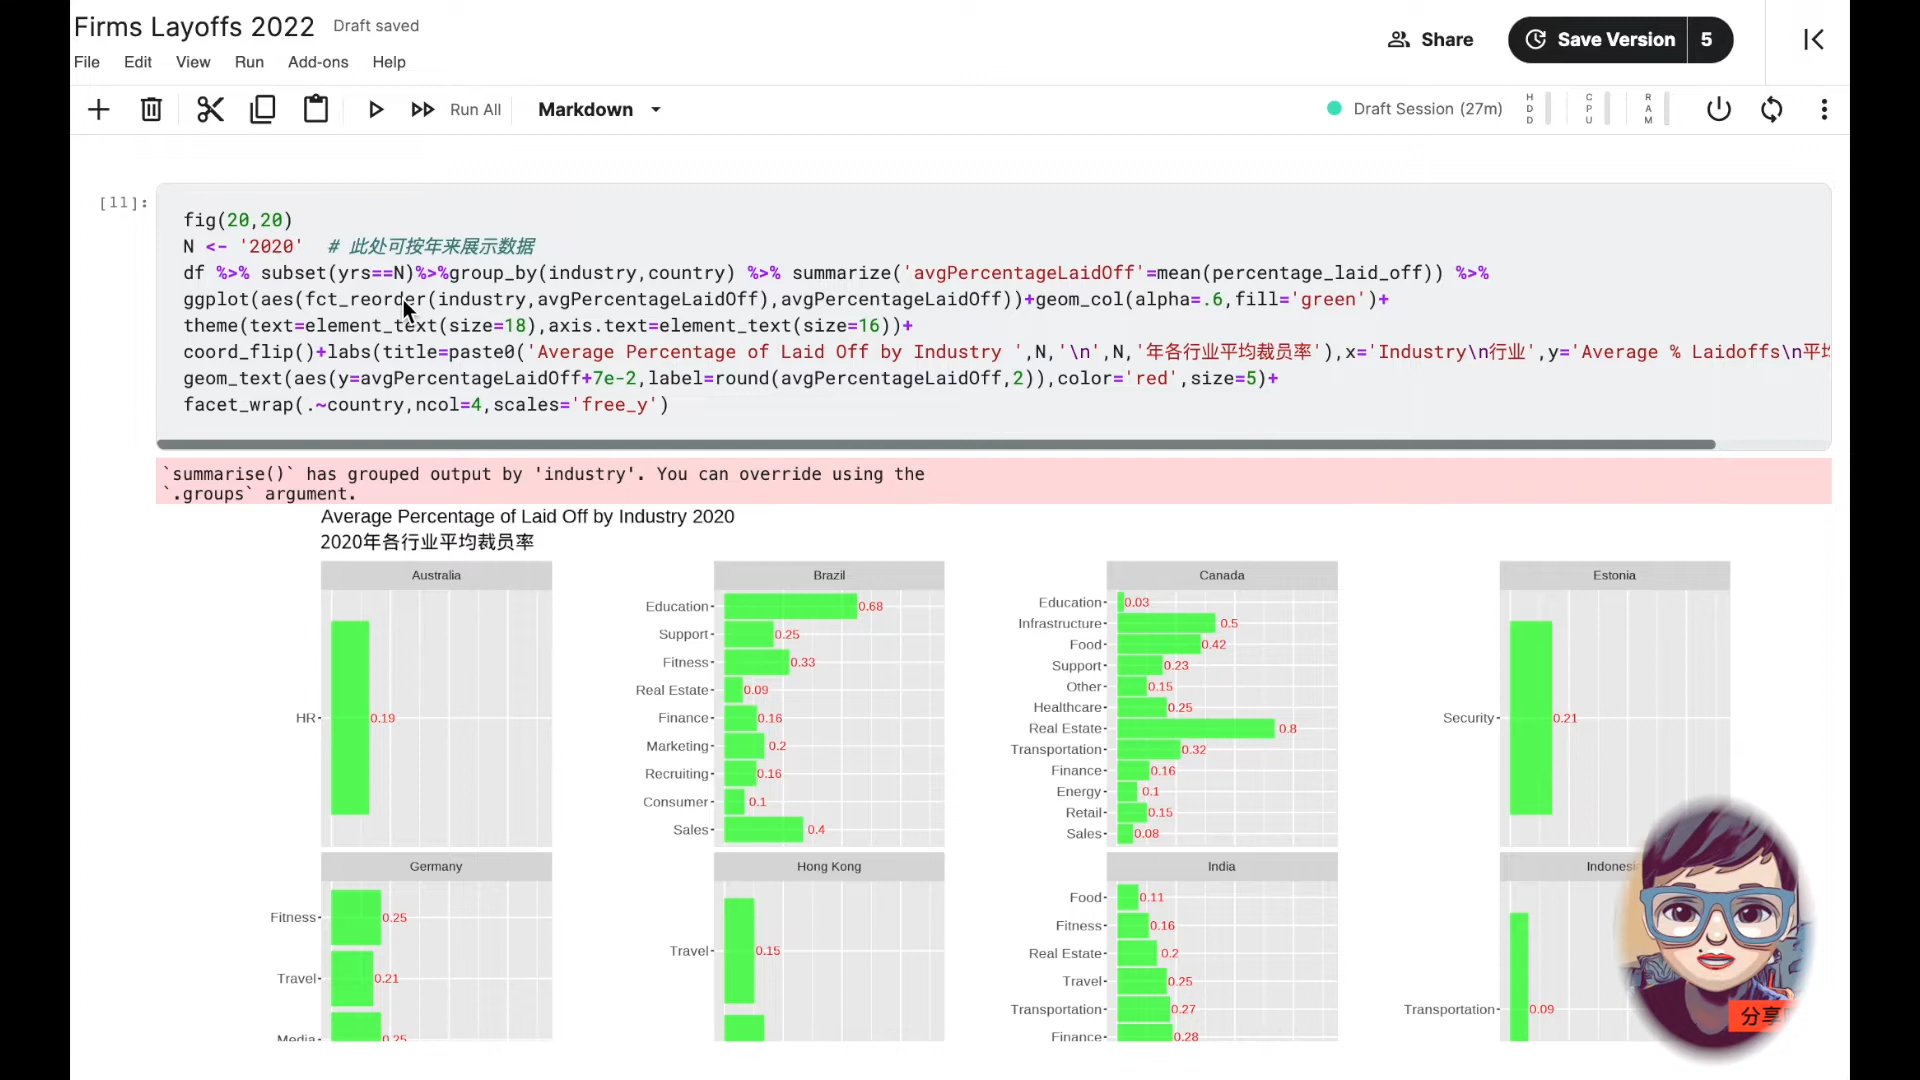 Firms Layoffs 2022 Draft saved
File Edit View Run Add-ons Help
Share
Save Version 5
Run All
Markdown
Draft Session (27m)
HDD
CPU
RAM
[11]:
fig(20,20)
N <- '2020'  # 此处可按年来展示数据
df %>% subset(yrs==N)%>%group_by(industry,country) %>% summarize('avgPercentageLaidOff'=mean(percentage_laid_off)) %>%
ggplot(aes(fct_reorder(industry,avgPercentageLaidOff),avgPercentageLaidOff))+geom_col(alpha=.6,fill='green')+
theme(text=element_text(size=18),axis.text=element_text(size=16))+
coord_flip()+labs(title=paste0('Average Percentage of Laid Off by Industry ',N,'\n',N,'年各行业平均裁员率'),x='Industry\n行业',y='Average % Laidoffs\n平
geom_text(aes(y=avgPercentageLaidOff+7e-2,label=round(avgPercentageLaidOff,2)),color='red',size=5)+
facet_wrap(.~country,ncol=4,scales='free_y')
`summarise()` has grouped output by 'industry'. You can override using the
`.groups` argument.
Average Percentage of Laid Off by Industry 2020
2020年各行业平均裁员率
Australia
HR 0.19
Brazil
Education 0.68
Support 0.25
Fitness 0.33
Real Estate 0.09
Finance 0.16
Marketing 0.2
Recruiting 0.16
Consumer 0.1
Sales 0.4
Canada
Education 0.03
Infrastructure 0.5
Food 0.42
Support 0.23
Other 0.15
Healthcare 0.25
Real Estate 0.8
Transportation 0.32
Finance 0.16
Energy 0.1
Retail 0.15
Sales 0.08
Estonia
Security 0.21
Germany
Fitness 0.25
Travel 0.21
Media 0.25
Hong Kong
Travel 0.15
India
Food 0.11
Fitness 0.16
Real Estate 0.2
Travel 0.25
Transportation 0.27
Finance 0.28
Indonesi
Transportation 0.09
分享